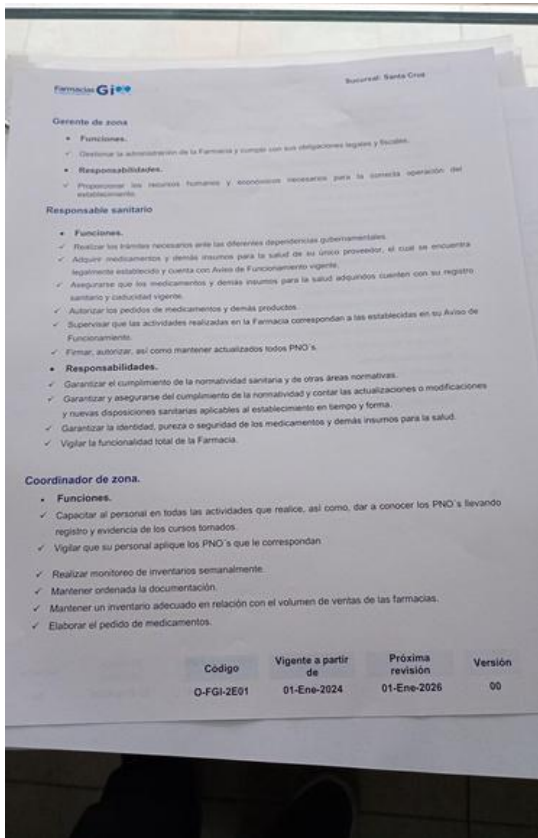 Farmacias Gi
Sucursal: Santa Cruz
Gerente de zona
• Funciones.
✓ Gestionar la administración de la Farmacia y cumplir con sus obligaciones legales y fiscales.
• Responsabilidades.
✓ Proporcionar los recursos humanos y económicos necesarios para la correcta operación del
establecimiento.
Responsable sanitario
• Funciones.
✓ Realizar los trámites necesarios ante las diferentes dependencias gubernamentales.
✓ Adquirir medicamentos y demás insumos para la salud de su único proveedor, el cual se encuentra
legalmente establecido y cuenta con Aviso de Funcionamiento vigente.
✓ Asegurarse que los medicamentos y demás insumos para la salud adquiridos cuenten con su registro
sanitario y caducidad vigente.
✓ Autorizar los pedidos de medicamentos y demás productos.
✓ Supervisar que las actividades realizadas en la Farmacia correspondan a las establecidas en su Aviso de
Funcionamiento.
✓ Firmar, autorizar, así como mantener actualizados todos PNO´s.
• Responsabilidades.
✓ Garantizar el cumplimiento de la normatividad sanitaria y de otras áreas normativas.
✓ Garantizar y asegurarse del cumplimiento de la normatividad y contar las actualizaciones o modificaciones
y nuevas disposiciones sanitarias aplicables al establecimiento en tiempo y forma.
✓ Garantizar la identidad, pureza o seguridad de los medicamentos y demás insumos para la salud.
✓ Vigilar la funcionalidad total de la Farmacia.
Coordinador de zona.
• Funciones.
✓ Capacitar al personal en todas las actividades que realice, así como, dar a conocer los PNO´s llevando
registro y evidencia de los cursos tomados.
✓ Vigilar que su personal aplique los PNO´s que le correspondan
✓ Realizar monitoreo de inventarios semanalmente.
✓ Mantener ordenada la documentación.
✓ Mantener un inventario adecuado en relación con el volumen de ventas de las farmacias.
✓ Elaborar el pedido de medicamentos.
Código Vigente a partir de Próxima revisión Versión
O-FGI-2E01 01-Ene-2024 01-Ene-2026 00